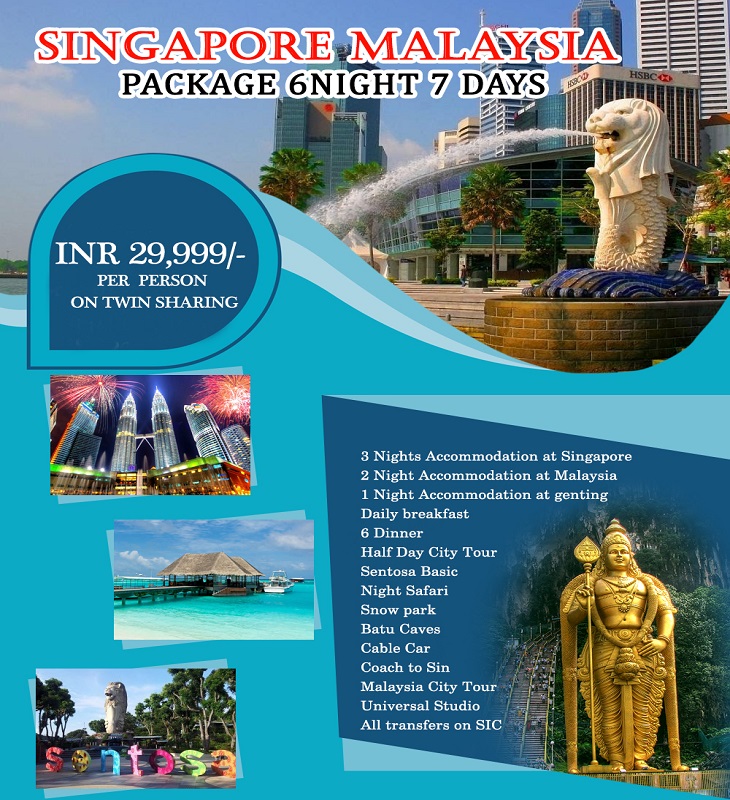 SINGAPORE MALAYSIA
PACKAGE 6NIGHT 7 DAYS
HSBC
INR 29,999/-
PER PERSON
ON TWIN SHARING
3 Nights Accommodation at Singapore
2 Night Accommodation at Malaysia
1 Night Accommodation at genting
Daily breakfast
6 Dinner
Half Day City Tour
Sentosa Basic
Night Safari
Snow park
Batu Caves
Cable Car
Coach to Sin
Malaysia City Tour
Universal Studio
All transfers on SIC
sentosa